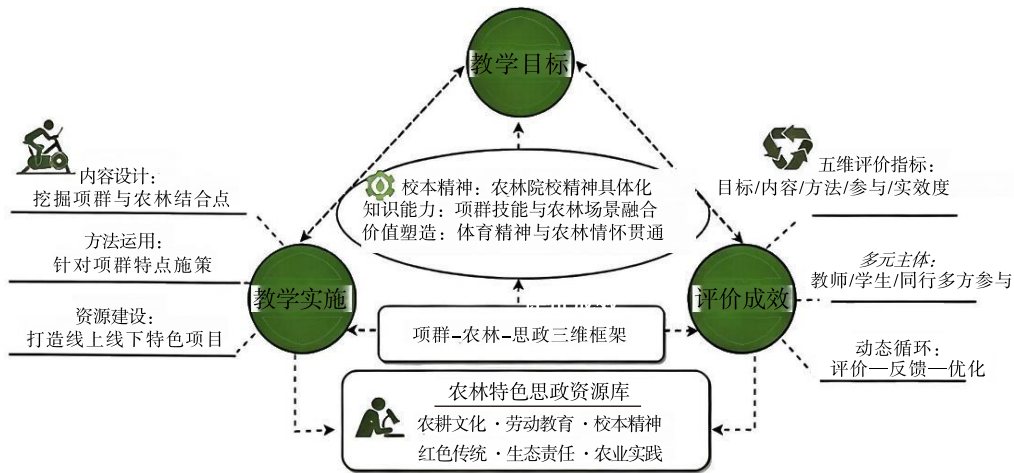 教学目标
校本精神：农林院校精神具体化
知识能力：项群技能与农林场景融合
价值塑造：体育精神与农林情怀贯通
内容设计：
挖掘项群与农林结合点
方法运用：
针对项群特点施策
资源建设：
打造线上线下特色项目
教学实施
五维评价指标：
目标/内容/方法/参与/实效度
多元主体：
教师/学生/同行多方参与
动态循环：
评价—反馈—优化
评价成效
项群–农林–思政三维框架
农林特色思政资源库
农耕文化·劳动教育·校本精神
红色传统·生态责任·农业实践